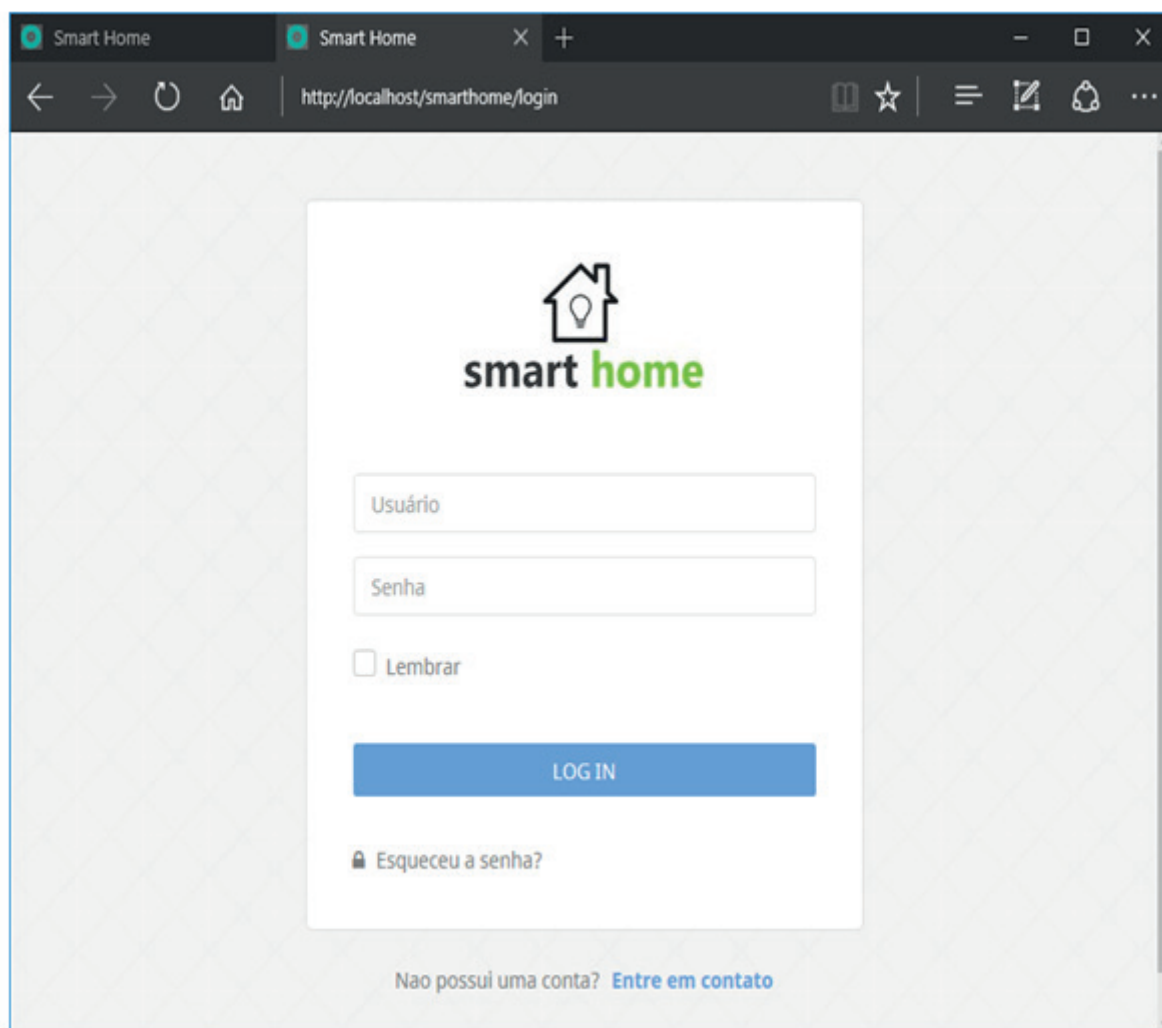 Smart Home
Smart Home
http://localhost/smarthome/login
smart home
Usuário
Senha
Lembrar
LOG IN
Esqueceu a senha?
Nao possui uma conta? Entre em contato